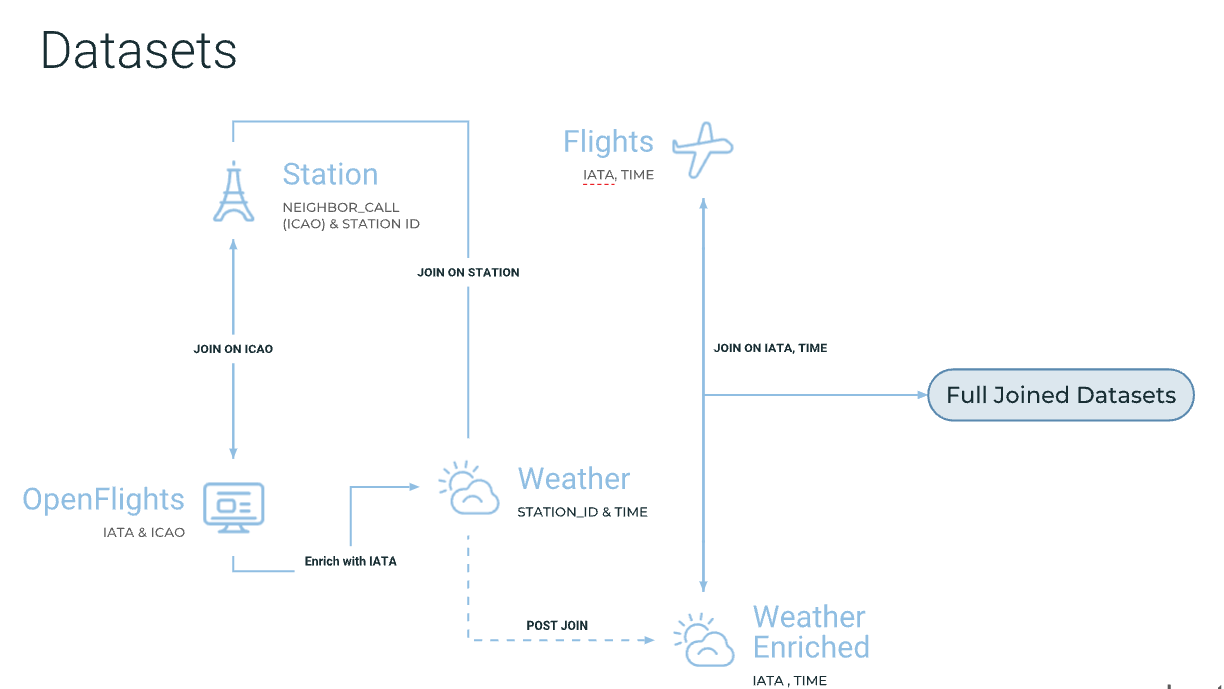 Datasets
Station
NEIGHBOR_CALL
(ICAO) & STATION ID
Flights
IATA, TIME
JOIN ON STATION
JOIN ON ICAO
JOIN ON IATA, TIME
Full Joined Datasets
OpenFlights
IATA & ICAO
Weather
STATION_ID & TIME
Enrich with IATA
POST JOIN
Weather
Enriched
IATA , TIME